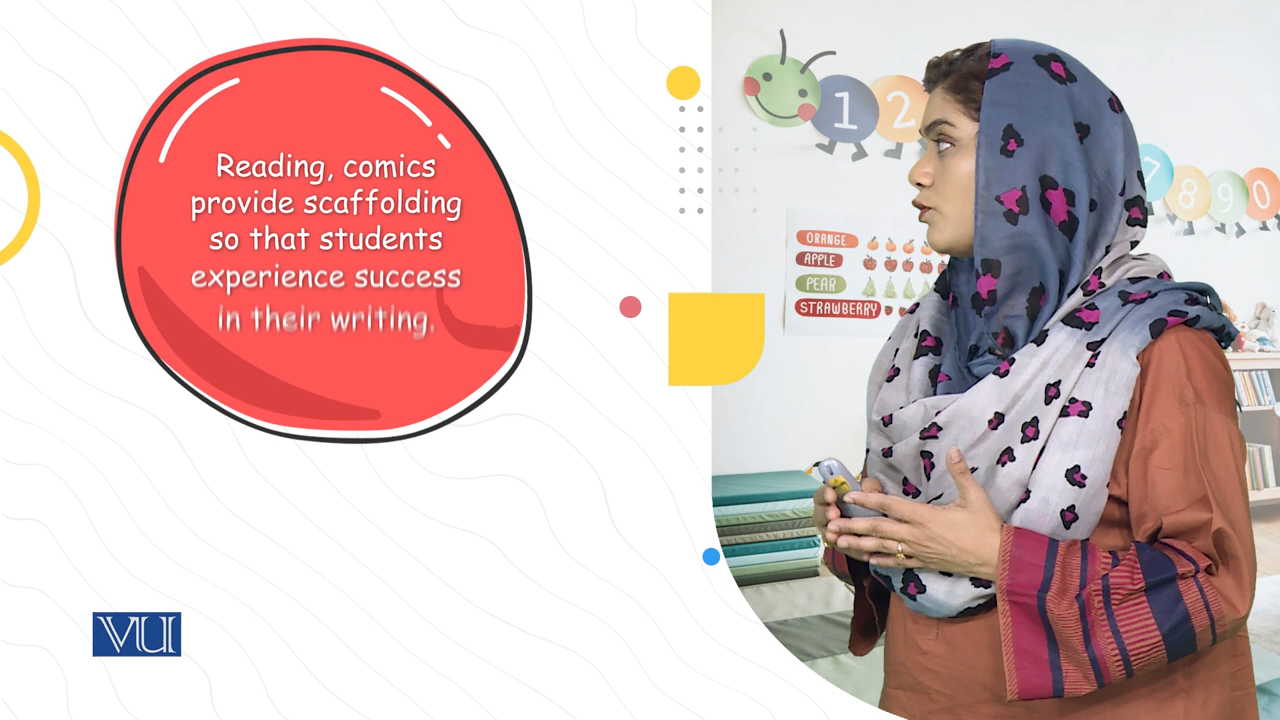 Reading, comics
provide scaffolding
so that students
experience success
in their writing.
VU
1 2
7 8 9 0
ORANGE
APPLE
PEAR
STRAWBERRY